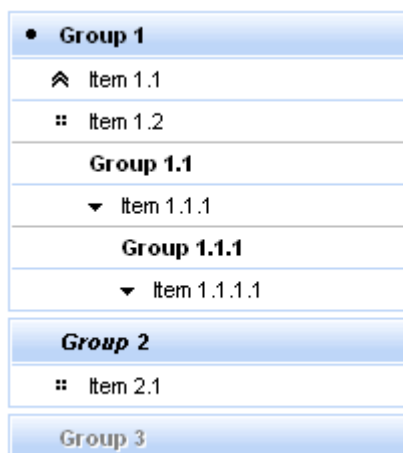 Group 1
Item 1.1
Item 1.2
Group 1.1
Item 1.1.1
Group 1.1.1
Item 1.1.1.1
Group 2
Item 2.1
Group 3